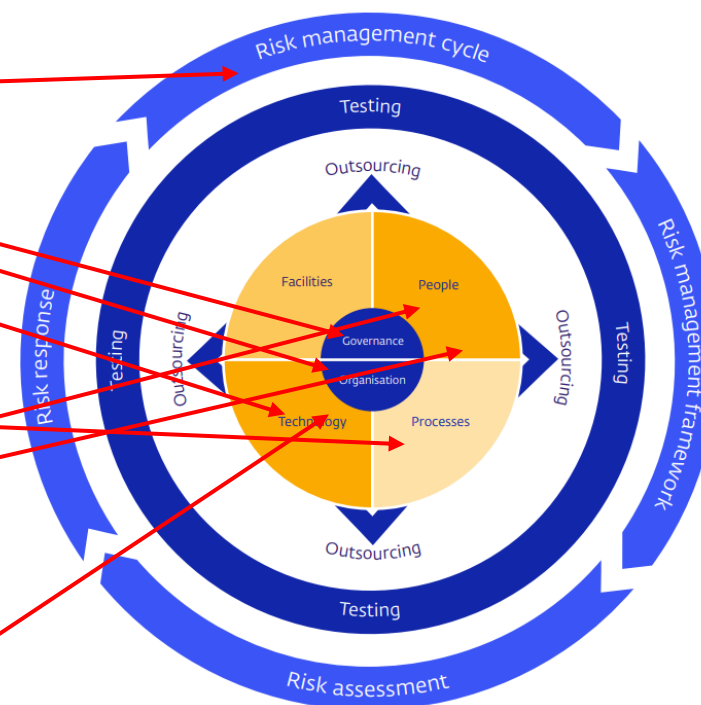 Risk management cycle
Testing
Outsourcing
Facilities
People
Governance
Organisation
Technology
Processes
Outsourcing
Outsourcing
Testing
Testing
Risk response
Risk management framework
Outsourcing
Testing
Risk assessment